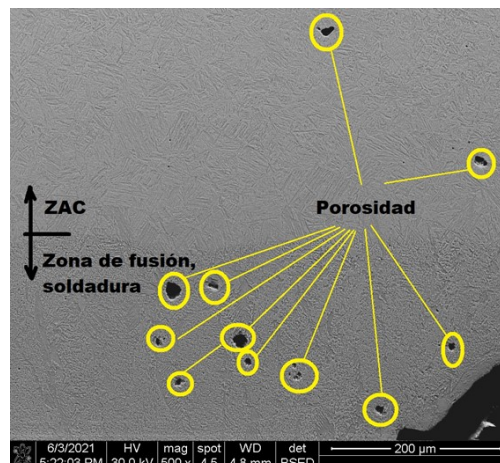 ZAC
Porosidad
Zona de fusión,
soldadura
6/3/2021 HV mag spot WD det
5:22:03 PM 30.0 kV 500 x 4.5 4.8 mm BSED
200 µm